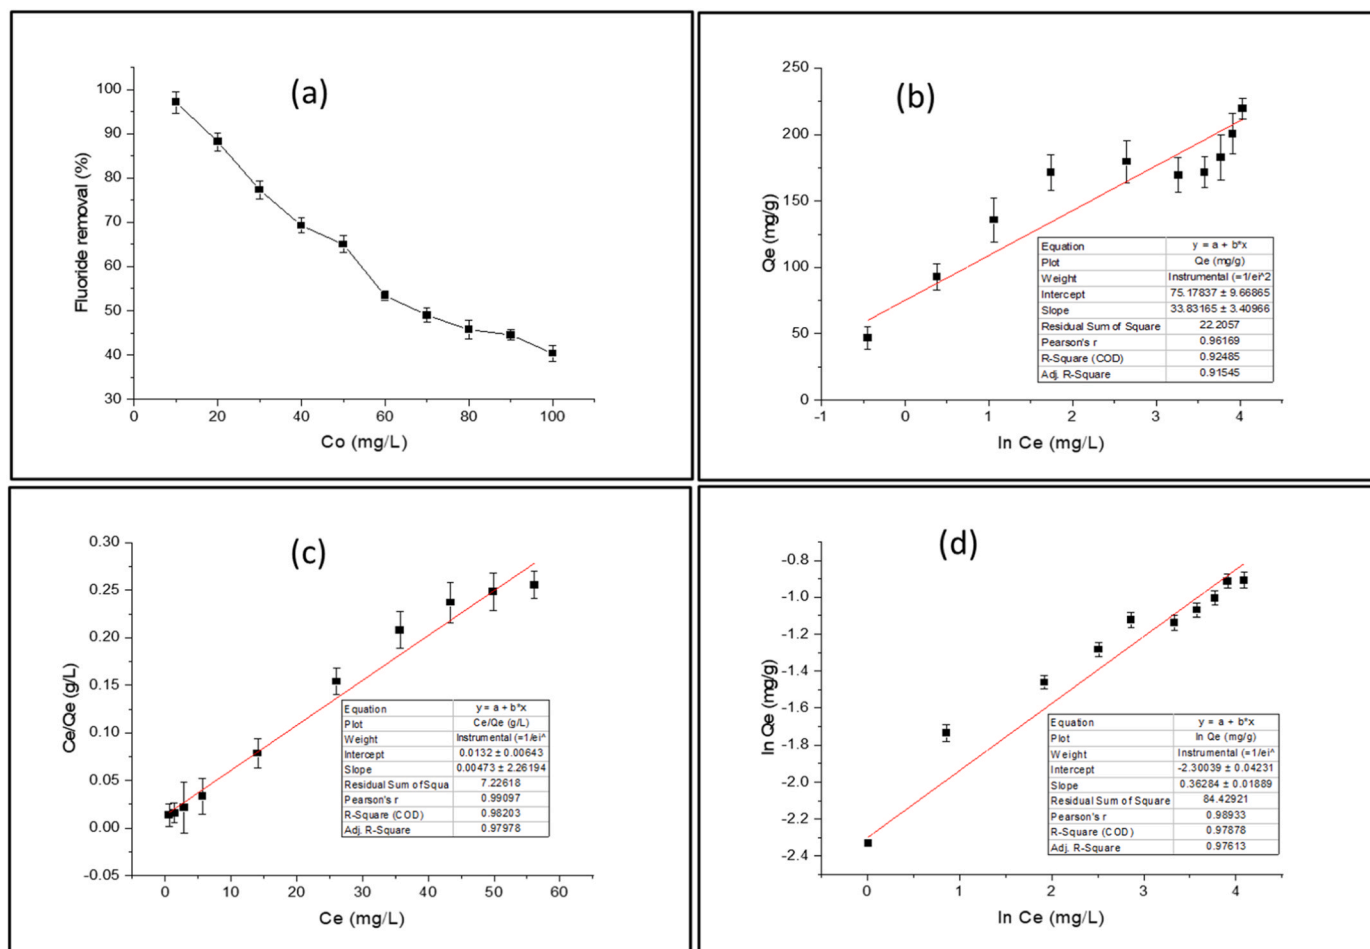 (a)
Fluoride removal (%)
100
90
80
70
60
50
40
30
0
20
40
60
80
100
Co (mg/L)
(b)
Qe (mg/g)
250
200
150
100
50
0
-1
0
1
2
3
4
ln Ce (mg/L)
Equation y = a + b*x
Plot Qe (mg/g)
Weight Instrumental (=1/ei^2
Intercept 75.17837 ± 9.66865
Slope 33.83165 ± 3.40966
Residual Sum of Square 22.2057
Pearson's r 0.96169
R-Square (COD) 0.92485
Adj. R-Square 0.91545
(c)
Ce/Qe (g/L)
0.30
0.25
0.20
0.15
0.10
0.05
0.00
-0.05
0
10
20
30
40
50
60
Ce (mg/L)
Equation y = a + b*x
Plot Ce/Qe (g/L)
Weight Instrumental (=1/ei^
Intercept 0.0132 ± 0.00643
Slope 0.00473 ± 2.26194
Residual Sum of Squa 7.22618
Pearson's r 0.99097
R-Square (COD) 0.98203
Adj. R-Square 0.97978
(d)
ln Qe (mg/g)
-0.8
-1.0
-1.2
-1.4
-1.6
-1.8
-2.0
-2.2
-2.4
0
1
2
3
4
ln Ce (mg/L)
Equation y = a + b*x
Plot ln Qe (mg/g)
Weight Instrumental (=1/ei^
Intercept -2.30039 ± 0.04231
Slope 0.36284 ± 0.01889
Residual Sum of Square 84.42921
Pearson's r 0.98933
R-Square (COD) 0.97878
Adj. R-Square 0.97613